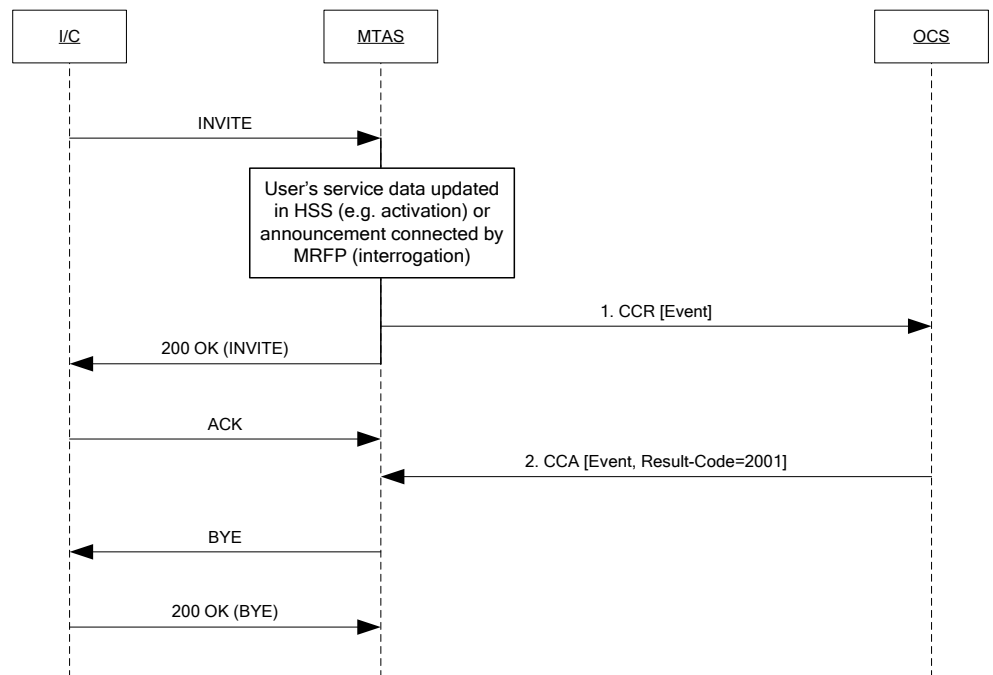 I/C
MTAS
OCS
INVITE
User's service data updated
in HSS (e.g. activation) or
announcement connected by
MRFP (interrogation)
1. CCR [Event]
200 OK (INVITE)
ACK
2. CCA [Event, Result-Code=2001]
BYE
200 OK (BYE)